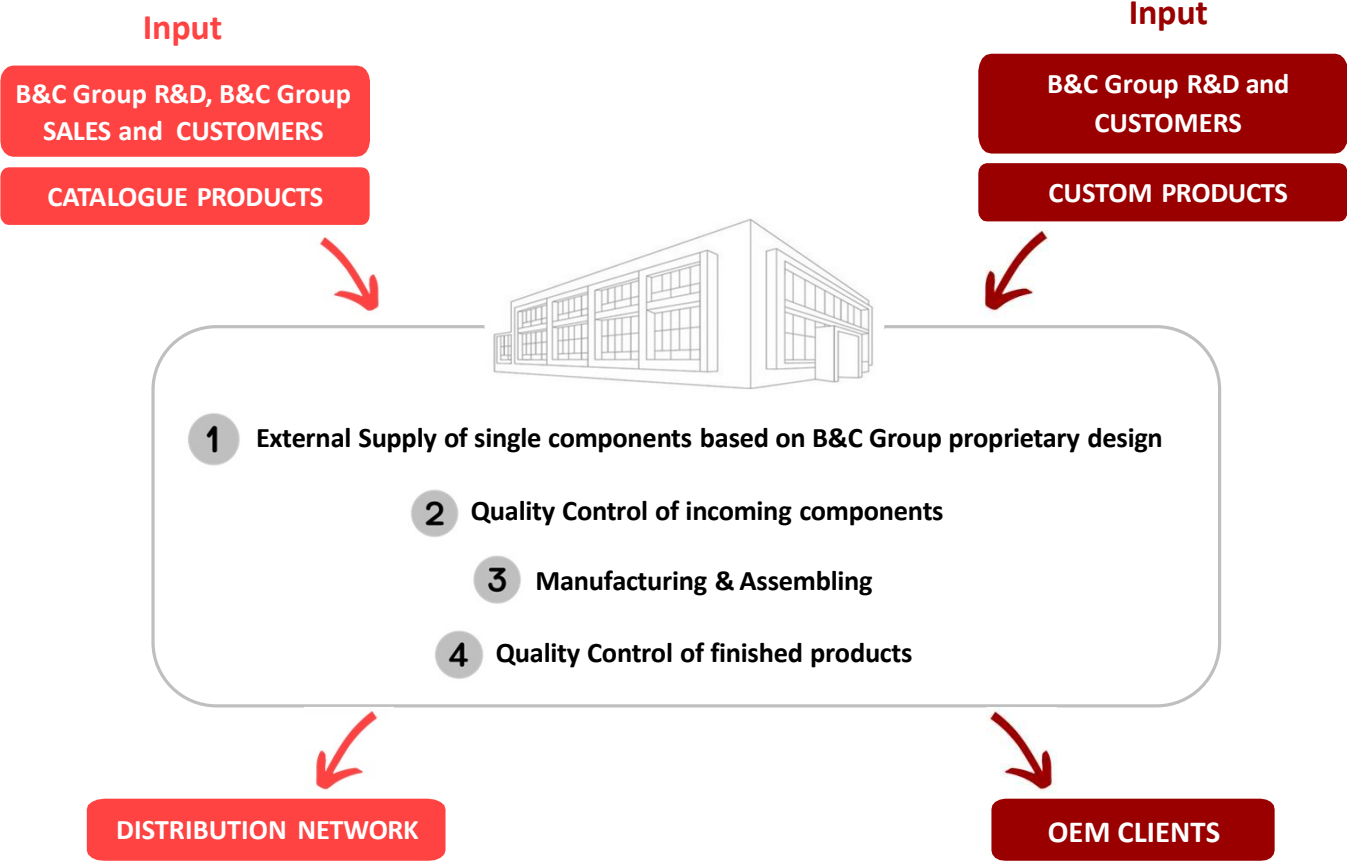 Input
B&C Group R&D, B&C Group
SALES and CUSTOMERS
CATALOGUE PRODUCTS
Input
B&C Group R&D and
CUSTOMERS
CUSTOM PRODUCTS
1 External Supply of single components based on B&C Group proprietary design
2 Quality Control of incoming components
3 Manufacturing & Assembling
4 Quality Control of finished products
DISTRIBUTION NETWORK
OEM CLIENTS